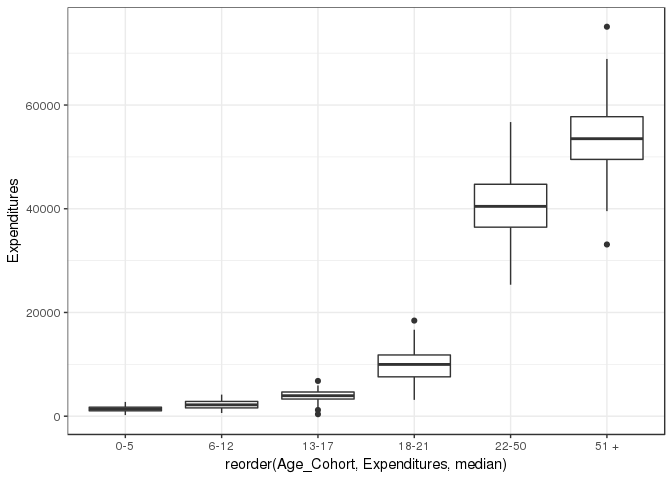 60000
40000
20000
0
Expenditures
0-5 6-12 13-17 18-21 22-50 51 +
reorder(Age_Cohort, Expenditures, median)